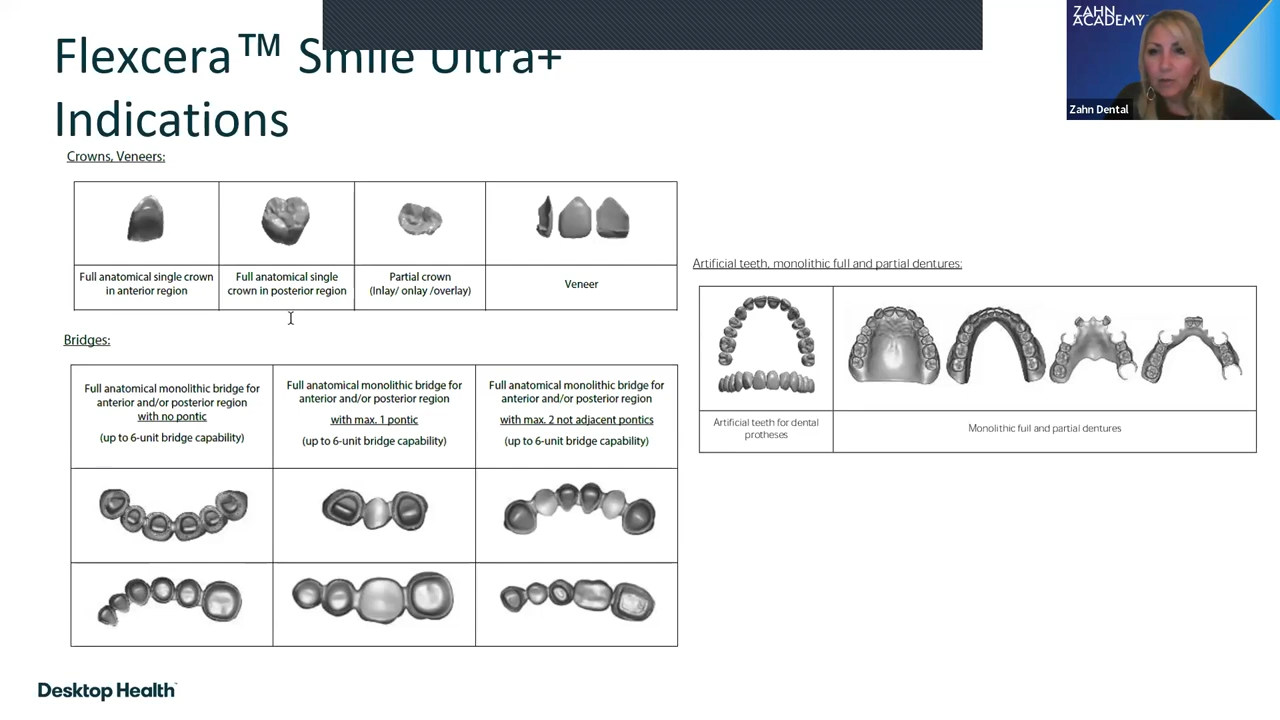 Flexcera™ Smile Ultra+
Indications
ZAHN
ACADEMY
Zahn Dental
Crowns, Veneers:
Full anatomical single crown
in anterior region
Full anatomical single
crown in posterior region
Partial crown
(Inlay/ onlay /overlay)
Veneer
Bridges:
Full anatomical monolithic bridge for
anterior and/or posterior region
with no pontic
(up to 6-unit bridge capability)
Full anatomical monolithic bridge for
anterior and/or posterior region
with max. 1 pontic
(up to 6-unit bridge capability)
Full anatomical monolithic bridge for
anterior and/or posterior region
with max. 2 not adjacent pontics
(up to 6-unit bridge capability)
Artificial teeth, monolithic full and partial dentures:
Artificial teeth for dental
protheses
Monolithic full and partial dentures
Desktop Health™